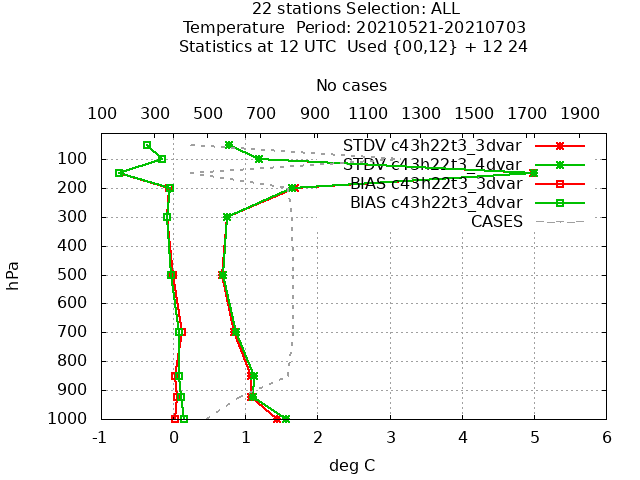 22 stations Selection: ALL
Temperature  Period: 20210521-20210703
Statistics at 12 UTC  Used {00,12} + 12 24
No cases
100 300 500 700 900 1100 1300 1500 1700 1900
STDV c43h22t3_3dvar
STDV c43h22t3_4dvar
BIAS c43h22t3_3dvar
BIAS c43h22t3_4dvar
CASES
hPa
100
200
300
400
500
600
700
800
900
1000
-1 0 1 2 3 4 5 6
deg C